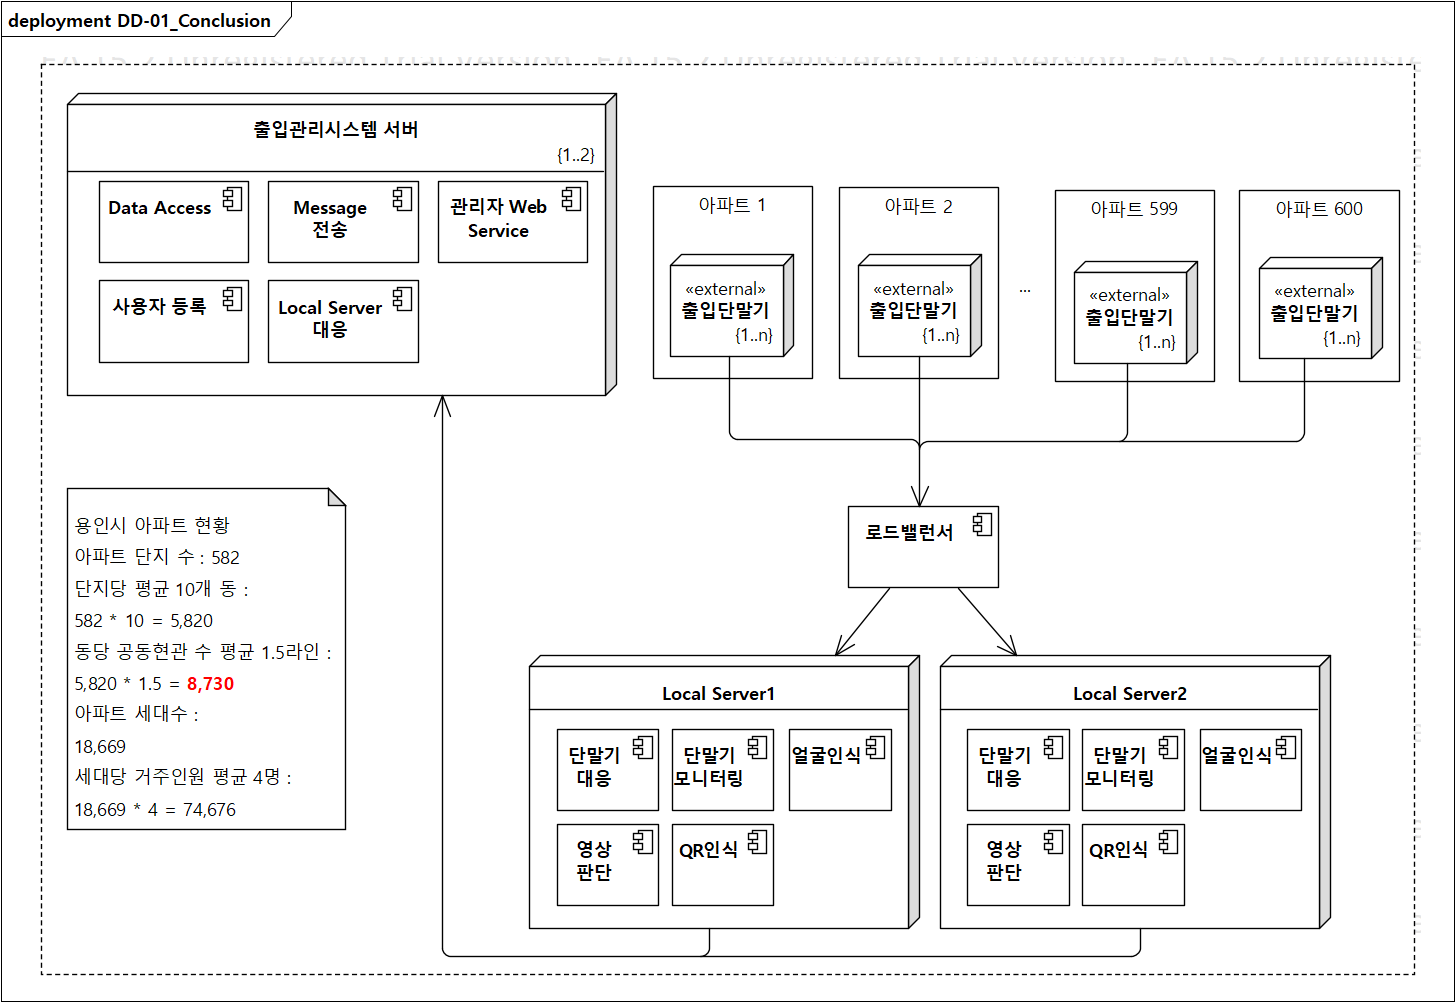 deployment DD-01_Conclusion
출입관리시스템 서버
{1..2}
Data Access
Message
전송
관리자 Web
Service
사용자 등록
Local Server
대응
아파트 1
«external»
출입단말기
{1..n}
아파트 2
«external»
출입단말기
{1..n}
...
아파트 599
«external»
출입단말기
{1..n}
아파트 600
«external»
출입단말기
{1..n}
로드밸런서
용인시 아파트 현황
아파트 단지 수 : 582
단지당 평균 10개 동 :
582 * 10 = 5,820
동당 공동현관 수 평균 1.5라인 :
5,820 * 1.5 = 8,730
아파트 세대수 :
18,669
세대당 거주인원 평균 4명 :
18,669 * 4 = 74,676
Local Server1
단말기
대응
단말기
모니터링
얼굴인식
영상
판단
QR인식
Local Server2
단말기
대응
단말기
모니터링
얼굴인식
영상
판단
QR인식